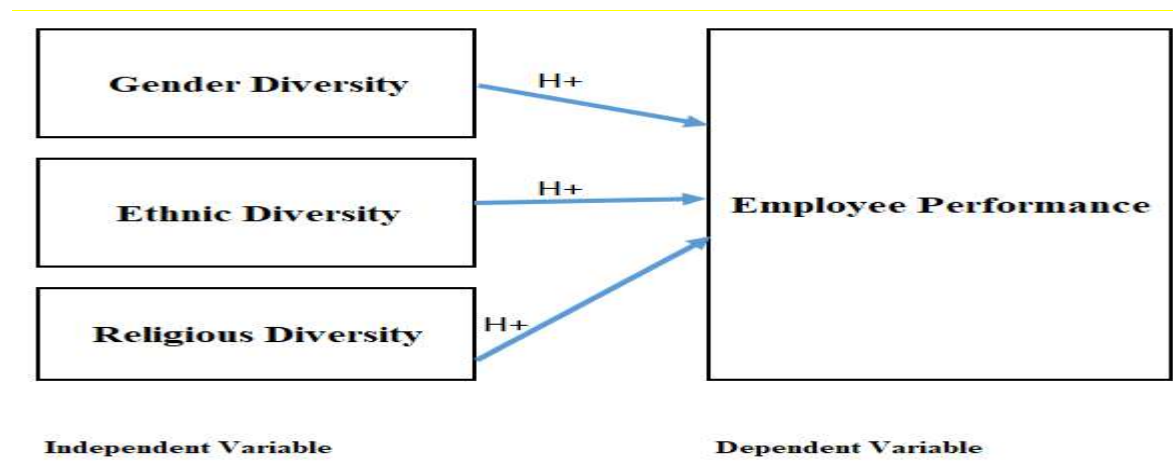 Gender Diversity
H+
Ethnic Diversity
H+
Employee Performance
Religious Diversity
H+
Independent Variable
Dependent Variable